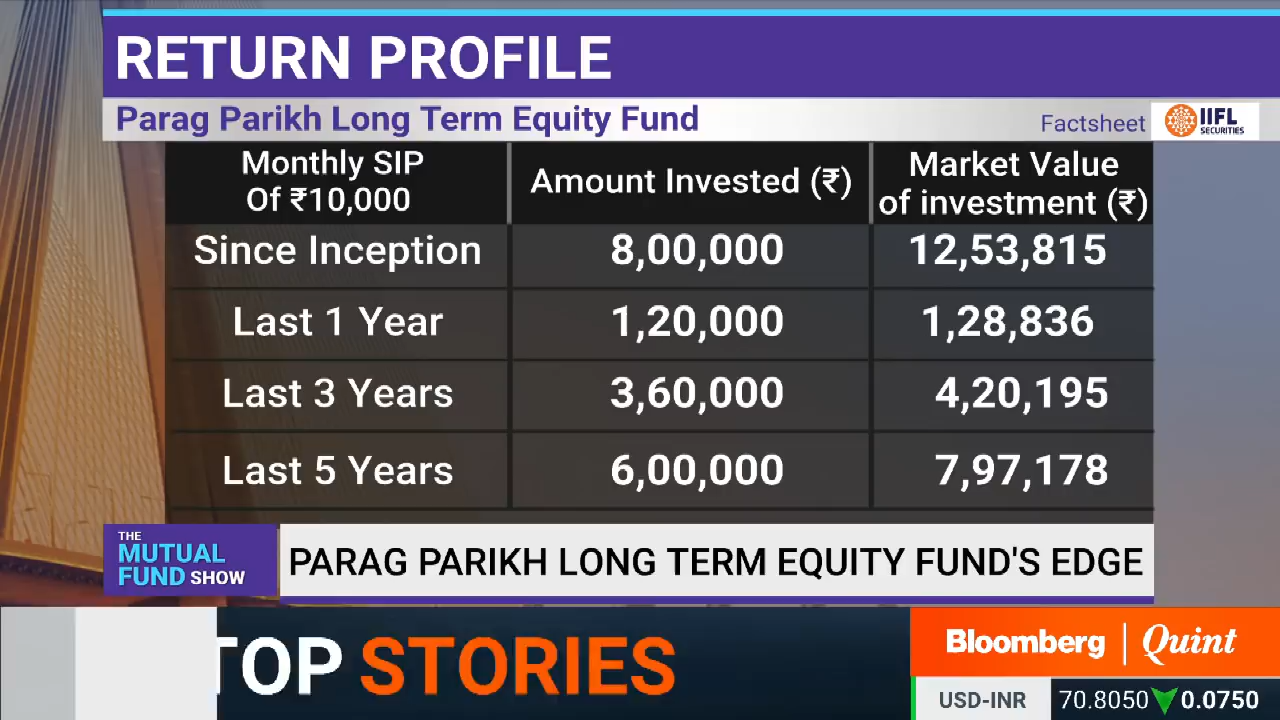 RETURN PROFILE
Parag Parikh Long Term Equity Fund
Factsheet
IIFL
SECURITIES
Monthly SIP
Of ₹10,000
Amount Invested (₹)
Market Value
of investment (₹)
Since Inception
8,00,000
12,53,815
Last 1 Year
1,20,000
1,28,836
Last 3 Years
3,60,000
4,20,195
Last 5 Years
6,00,000
7,97,178
THE
MUTUAL
FUND SHOW
PARAG PARIKH LONG TERM EQUITY FUND'S EDGE
TOP STORIES
Bloomberg | Quint
USD-INR
70.8050 0.0750